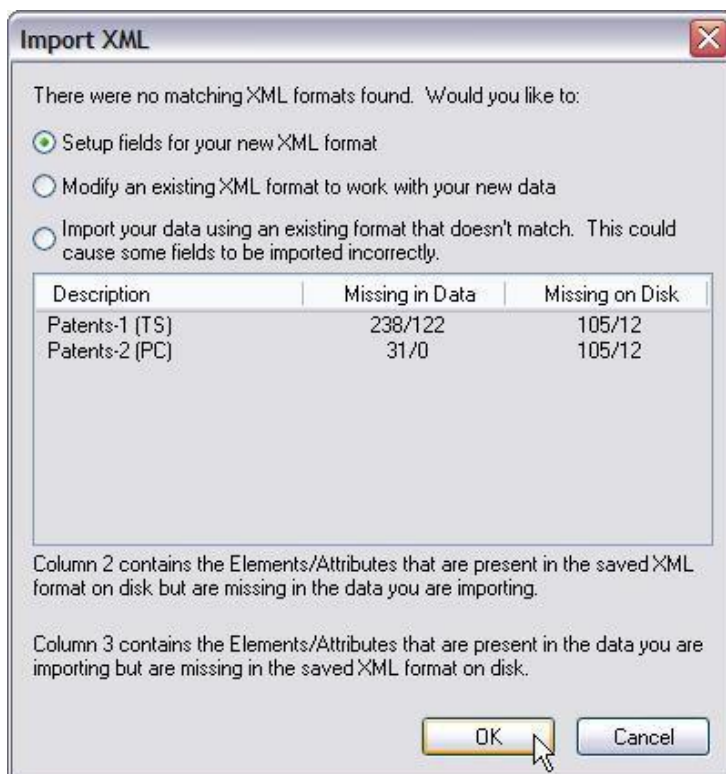 Import XML
There were no matching XML formats found. Would you like to:
Setup fields for your new XML format
Modify an existing XML format to work with your new data
Import your data using an existing format that doesn't match. This could
cause some fields to be imported incorrectly.
Description Missing in Data Missing on Disk
Patents-1 (TS) 238/122 105/12
Patents-2 (PC) 31/0 105/12
Column 2 contains the Elements/Attributes that are present in the saved XML
format on disk but are missing in the data you are importing.
Column 3 contains the Elements/Attributes that are present in the data you are
importing but are missing in the saved XML format on disk.
OK Cancel